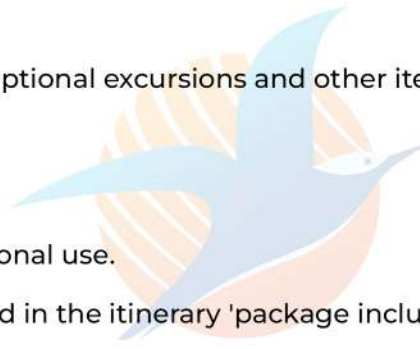 ptional excursions and other ite
onal use.
d in the itinerary 'package inclu